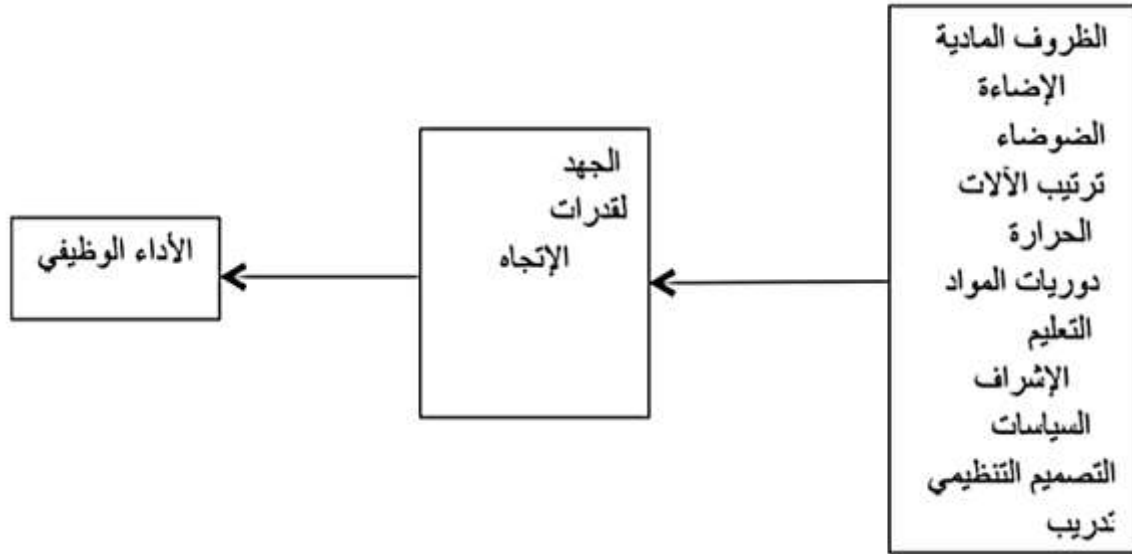 الظروف المادية
الإضاءة
الضوضاء
ترتيب الآلات
الحرارة
دوريات المواد
التعليم
الإشراف
السياسات
التصميم التنظيمي
تدريب
الجهد
لقدرات
الإتجاه
الأداء الوظيفي